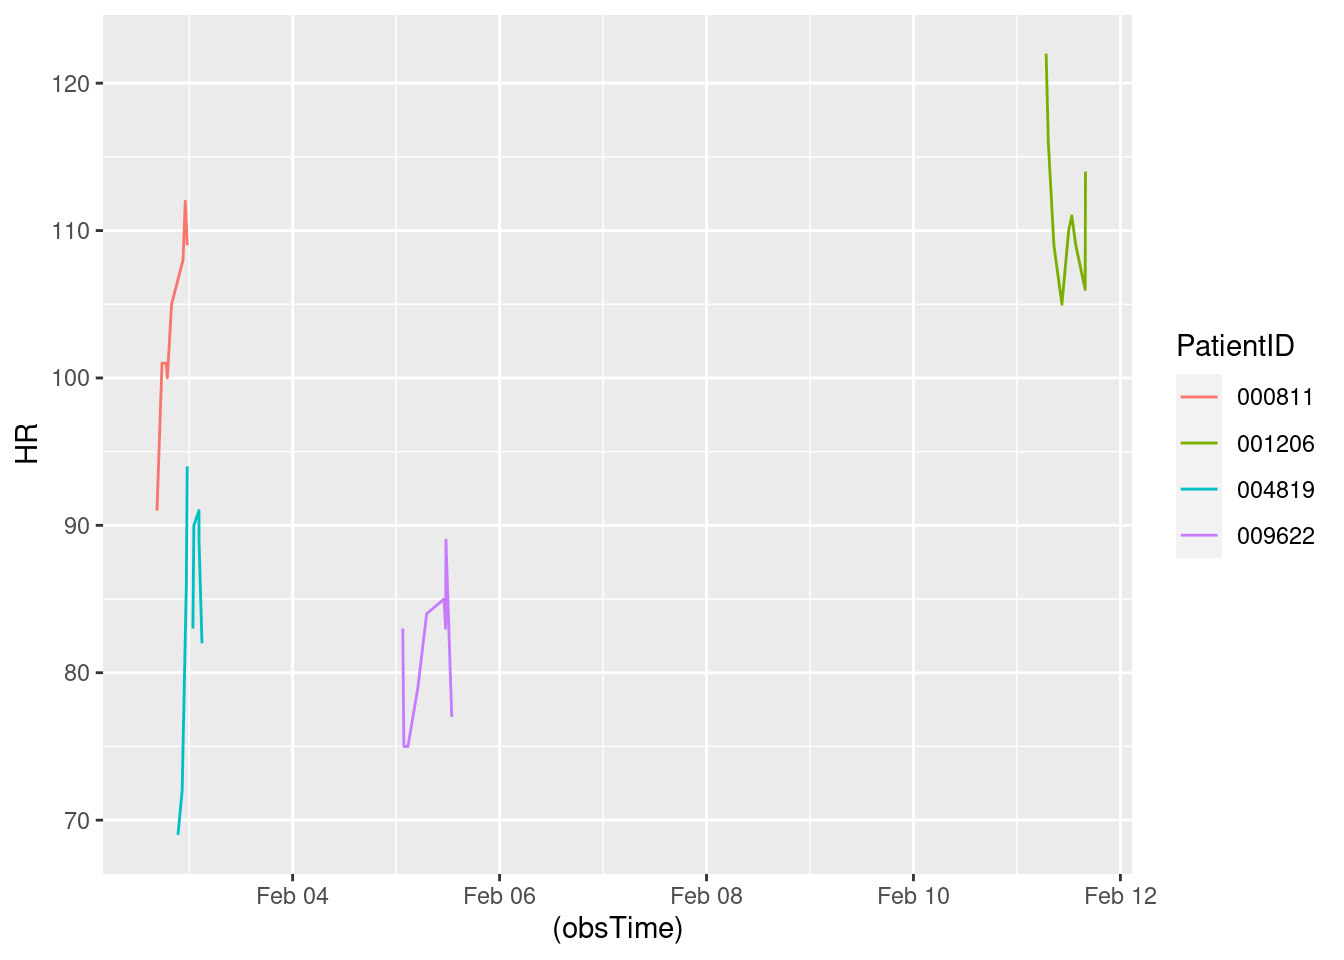 HR
120
110
100
90
80
70
Feb 04
Feb 06
Feb 08
Feb 10
Feb 12
(obsTime)
PatientID
000811
001206
004819
009622